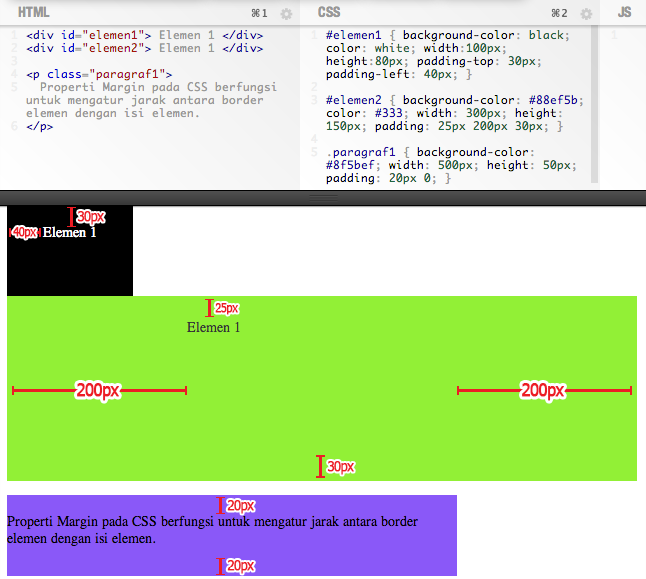 HTML ⌘1 CSS ⌘2 JS
1 <div id="elemen1"> Elemen 1 </div>
2 <div id="elemen2"> Elemen 1 </div>
3
4 <p class="paragraf1">
5 Properti Margin pada CSS berfungsi
untuk mengatur jarak antara border
elemen dengan isi elemen.
6 </p>
1 #elemen1 { background-color: black;
color: white; width:100px;
height:80px; padding-top: 30px;
padding-left: 40px; }
2
3 #elemen2 { background-color: #88ef5b;
color: #333; width: 300px; height:
150px; padding: 25px 200px 30px; }
4
5 .paragraf1 { background-color:
#8f5bef; width: 500px; height: 50px;
padding: 20px 0; }
1
30px
40px Elemen 1
25px
Elemen 1
200px 200px
30px
20px
Properti Margin pada CSS berfungsi untuk mengatur jarak antara border
elemen dengan isi elemen.
20px